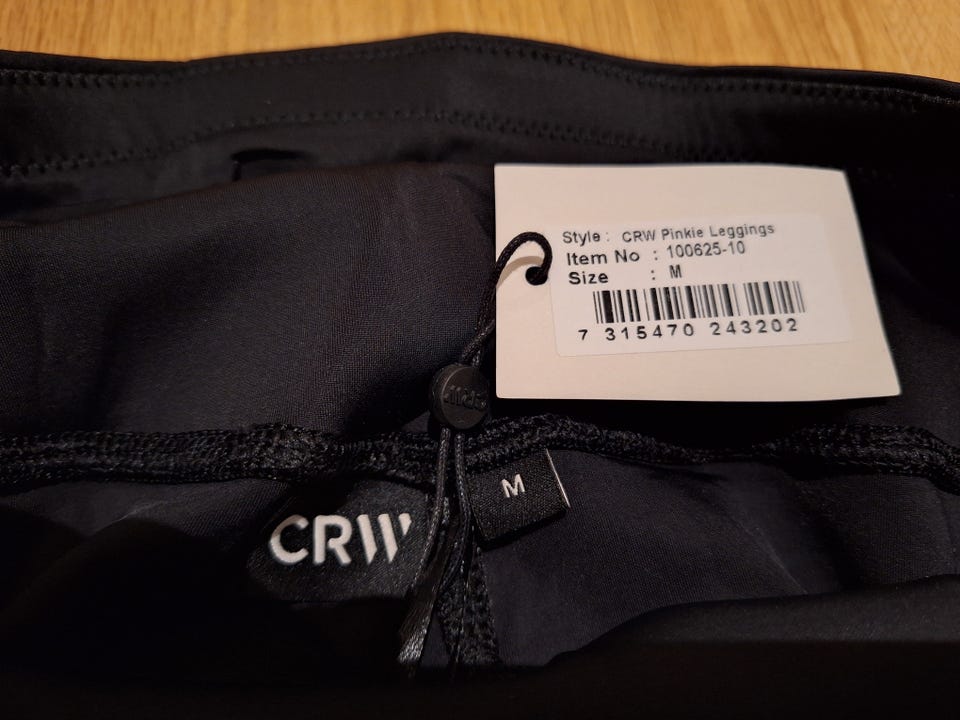 Style : CRW Pinkie Leggings
Item No : 100625-10
Size : M
7 315470 243202
M
CRW